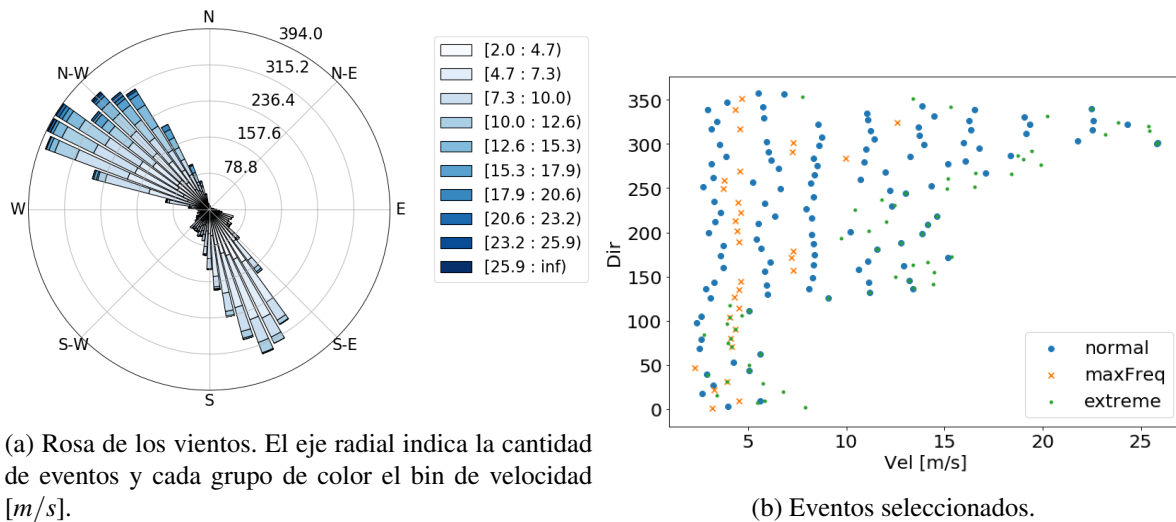 N
N-E
E
S-E
S
S-W
W
N-W
394.0
315.2
236.4
157.6
78.8
[2.0 : 4.7)
[4.7 : 7.3)
[7.3 : 10.0)
[10.0 : 12.6)
[12.6 : 15.3)
[15.3 : 17.9)
[17.9 : 20.6)
[20.6 : 23.2)
[23.2 : 25.9)
[25.9 : inf)
(a) Rosa de los vientos. El eje radial indica la cantidad
de eventos y cada grupo de color el bin de velocidad
[m/s].
Dir
350
300
250
200
150
100
50
0
5
10
15
20
25
Vel [m/s]
normal
maxFreq
extreme
(b) Eventos seleccionados.